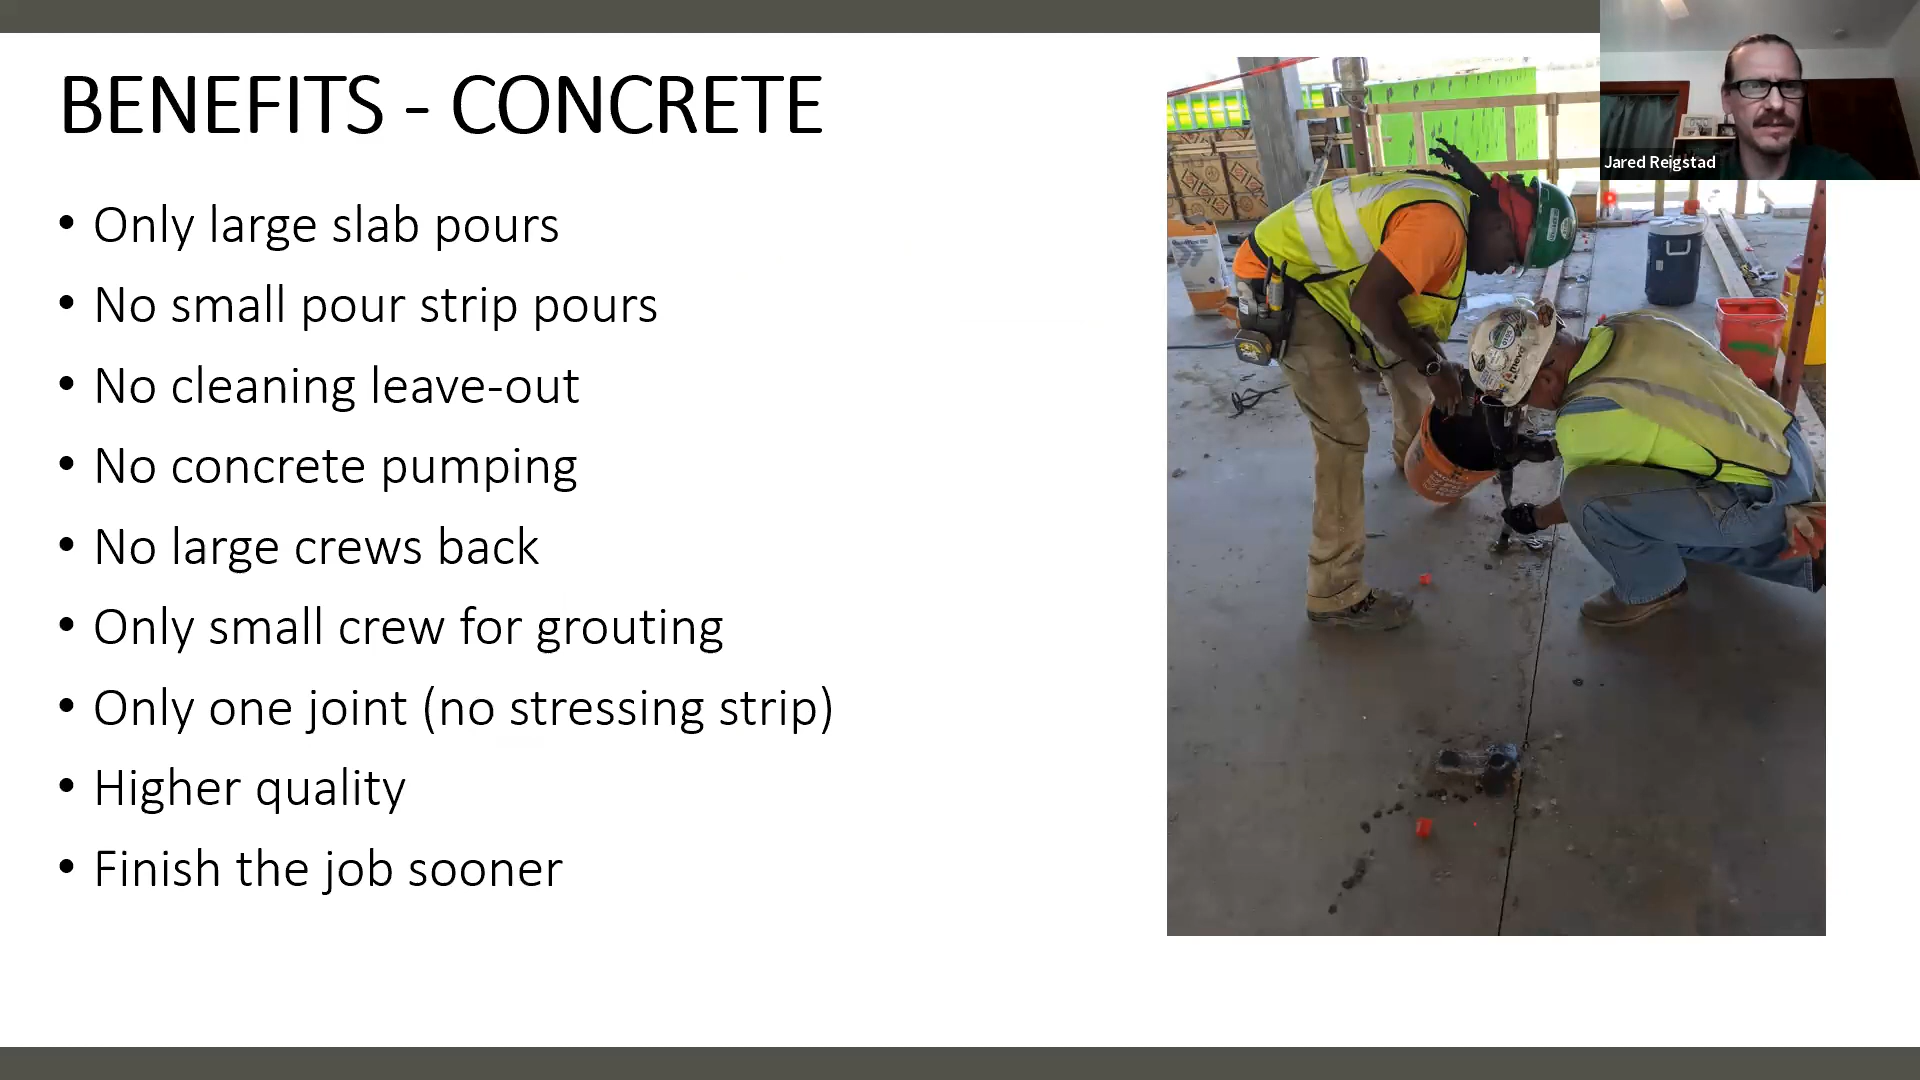 BENEFITS - CONCRETE
Jared Reigstad
• Only large slab pours
• No small pour strip pours
• No cleaning leave-out
• No concrete pumping
• No large crews back
• Only small crew for grouting
• Only one joint (no stressing strip)
• Higher quality
• Finish the job sooner